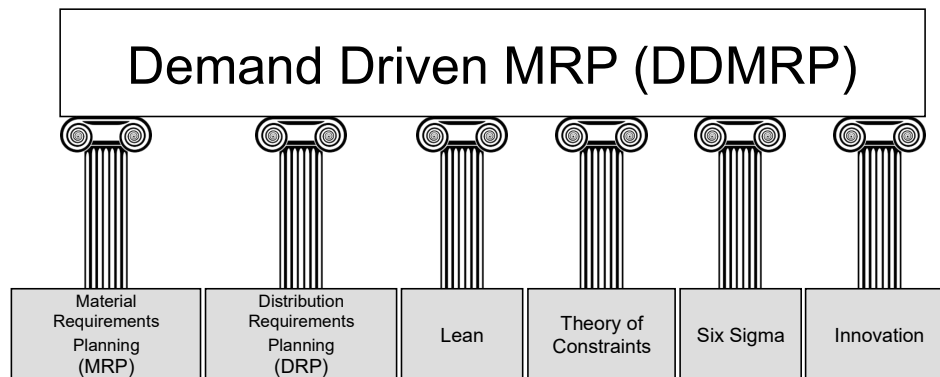 Demand Driven MRP (DDMRP)
Material
Requirements
Planning
(MRP)
Distribution
Requirements
Planning
(DRP)
Lean
Theory of
Constraints
Six Sigma
Innovation